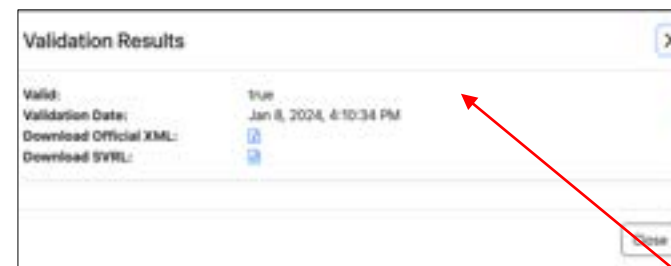 Validation Results
Valid: true
Validation Date: Jan 8, 2024, 4:10:34 PM
Download Official XML:
Download SVRL:
Close